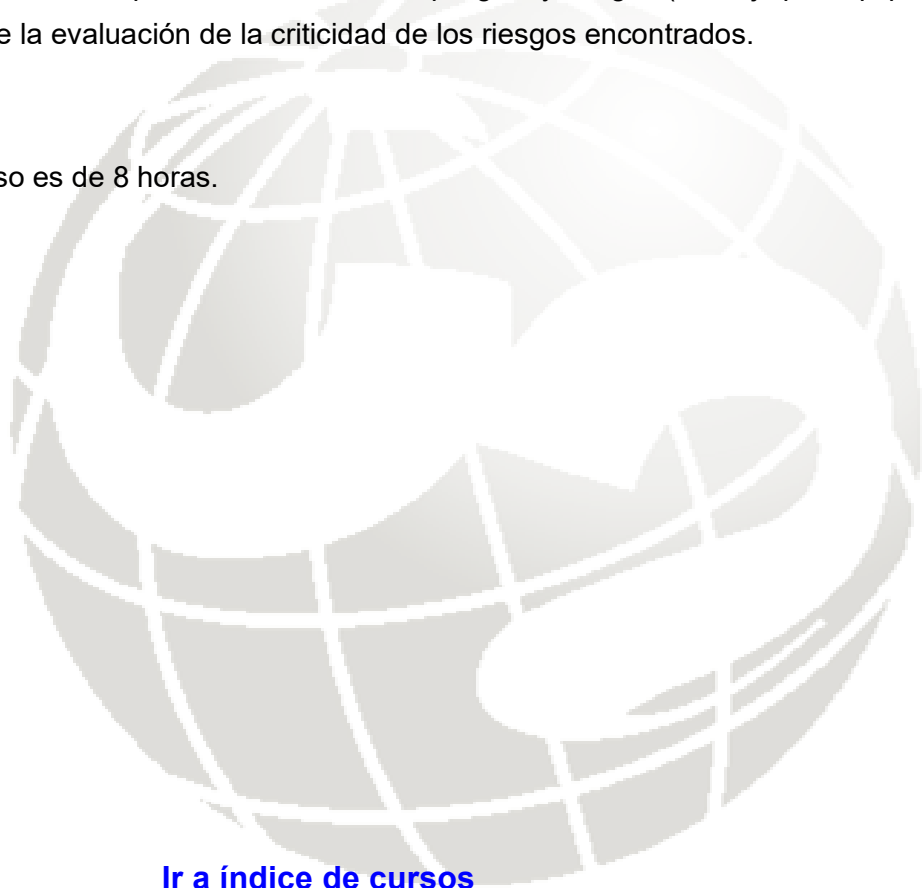 e la evaluación de la criticidad de los riesgos encontrados.
so es de 8 horas.
Ir a índice de cursos